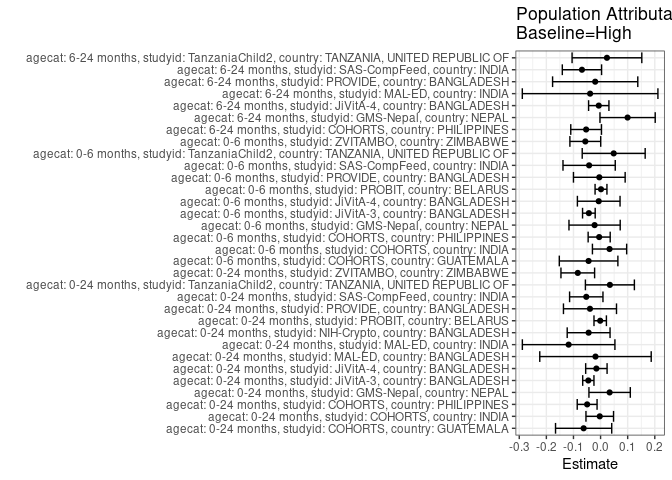 Population Attributa
Baseline=High
agecat: 6-24 months, studyid: TanzaniaChild2, country: TANZANIA, UNITED REPUBLIC OF
agecat: 6-24 months, studyid: SAS-CompFeed, country: INDIA
agecat: 6-24 months, studyid: PROVIDE, country: BANGLADESH
agecat: 6-24 months, studyid: MAL-ED, country: INDIA
agecat: 6-24 months, studyid: JiVitA-4, country: BANGLADESH
agecat: 6-24 months, studyid: GMS-Nepal, country: NEPAL
agecat: 6-24 months, studyid: COHORTS, country: PHILIPPINES
agecat: 0-6 months, studyid: ZVITAMBO, country: ZIMBABWE
agecat: 0-6 months, studyid: TanzaniaChild2, country: TANZANIA, UNITED REPUBLIC OF
agecat: 0-6 months, studyid: SAS-CompFeed, country: INDIA
agecat: 0-6 months, studyid: PROVIDE, country: BANGLADESH
agecat: 0-6 months, studyid: PROBIT, country: BELARUS
agecat: 0-6 months, studyid: JiVitA-4, country: BANGLADESH
agecat: 0-6 months, studyid: JiVitA-3, country: BANGLADESH
agecat: 0-6 months, studyid: GMS-Nepal, country: NEPAL
agecat: 0-6 months, studyid: COHORTS, country: PHILIPPINES
agecat: 0-6 months, studyid: COHORTS, country: INDIA
agecat: 0-6 months, studyid: COHORTS, country: GUATEMALA
agecat: 0-24 months, studyid: ZVITAMBO, country: ZIMBABWE
agecat: 0-24 months, studyid: TanzaniaChild2, country: TANZANIA, UNITED REPUBLIC OF
agecat: 0-24 months, studyid: SAS-CompFeed, country: INDIA
agecat: 0-24 months, studyid: PROVIDE, country: BANGLADESH
agecat: 0-24 months, studyid: PROBIT, country: BELARUS
agecat: 0-24 months, studyid: NIH-Crypto, country: BANGLADESH
agecat: 0-24 months, studyid: MAL-ED, country: INDIA
agecat: 0-24 months, studyid: MAL-ED, country: BANGLADESH
agecat: 0-24 months, studyid: JiVitA-4, country: BANGLADESH
agecat: 0-24 months, studyid: JiVitA-3, country: BANGLADESH
agecat: 0-24 months, studyid: GMS-Nepal, country: NEPAL
agecat: 0-24 months, studyid: COHORTS, country: PHILIPPINES
agecat: 0-24 months, studyid: COHORTS, country: INDIA
agecat: 0-24 months, studyid: COHORTS, country: GUATEMALA
-0.3 -0.2 -0.1 0.0 0.1 0.2
Estimate